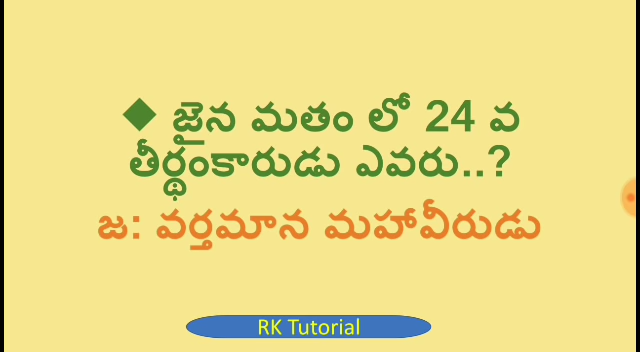 ◆ జైన మతం లో 24 వ
తీర్థంకారుడు ఎవరు..?
జ: వర్తమాన మహావీరుడు
RK Tutorial